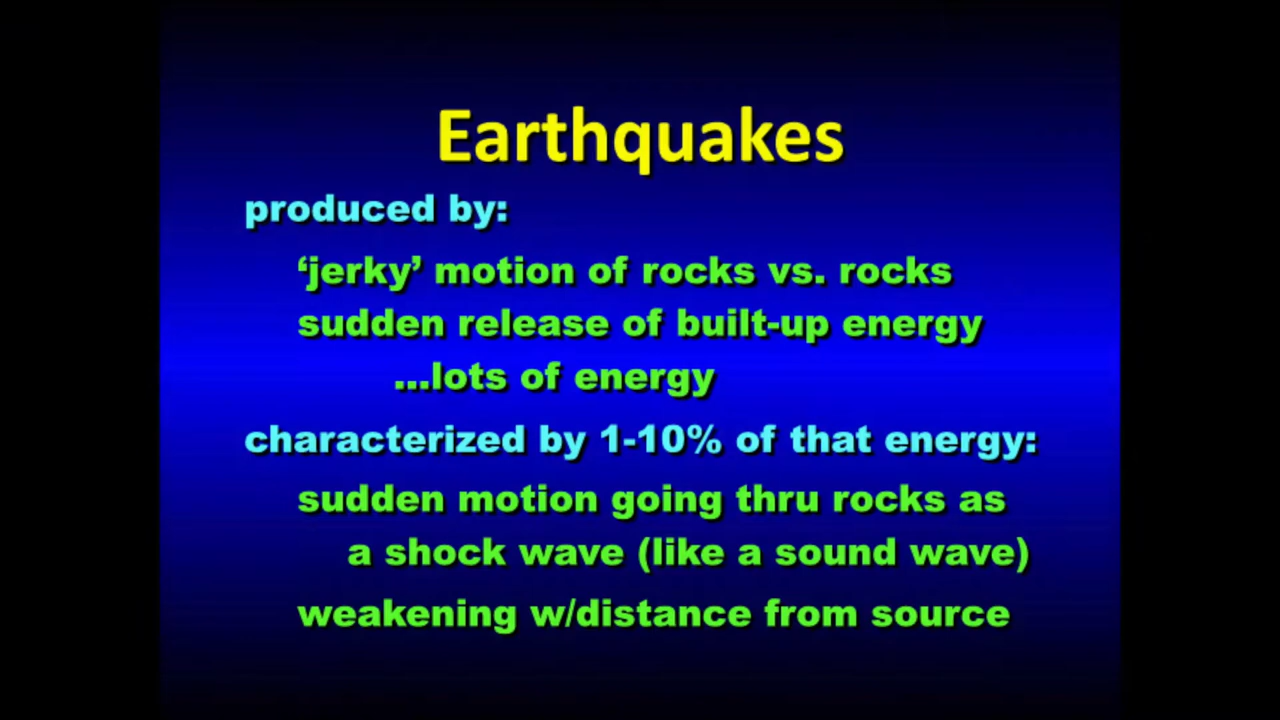 Earthquakes
produced by:
‘jerky’ motion of rocks vs. rocks
sudden release of built-up energy
...lots of energy
characterized by 1-10% of that energy:
sudden motion going thru rocks as
a shock wave (like a sound wave)
weakening w/distance from source